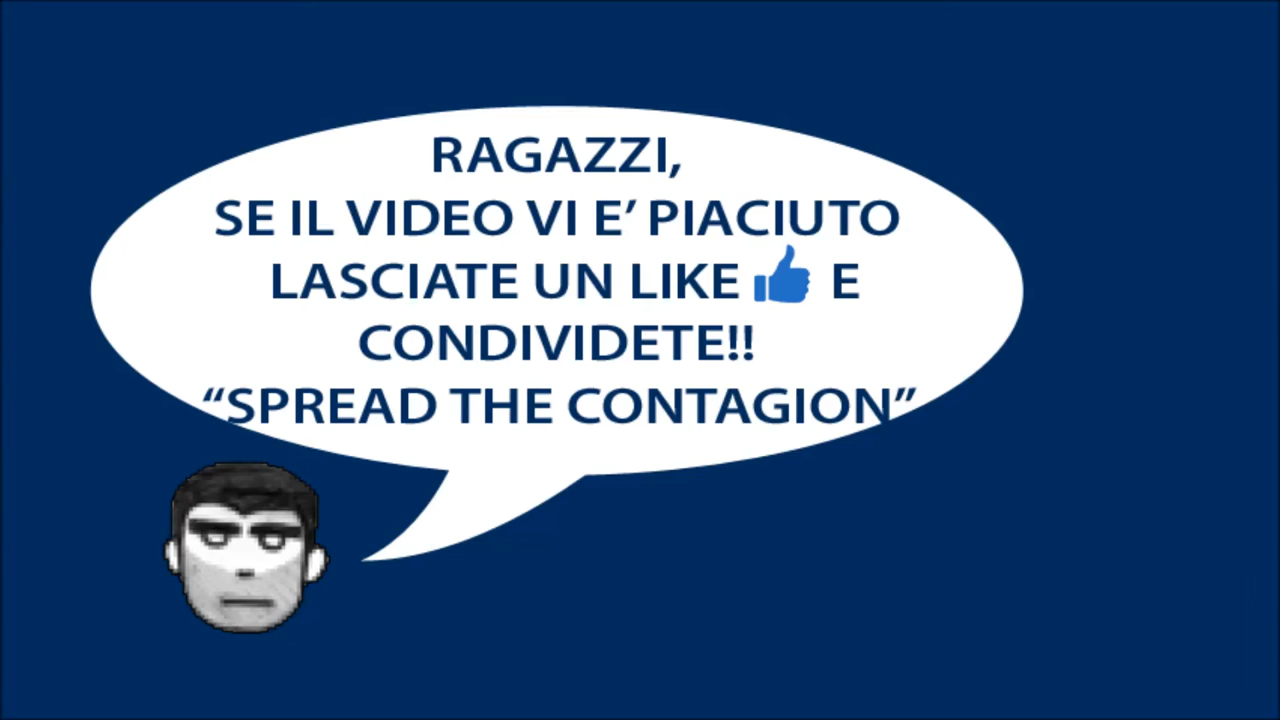 RAGAZZI,
SE IL VIDEO VI E’ PIACIUTO
LASCIATE UN LIKE E
CONDIVIDETE!!
“SPREAD THE CONTAGION”